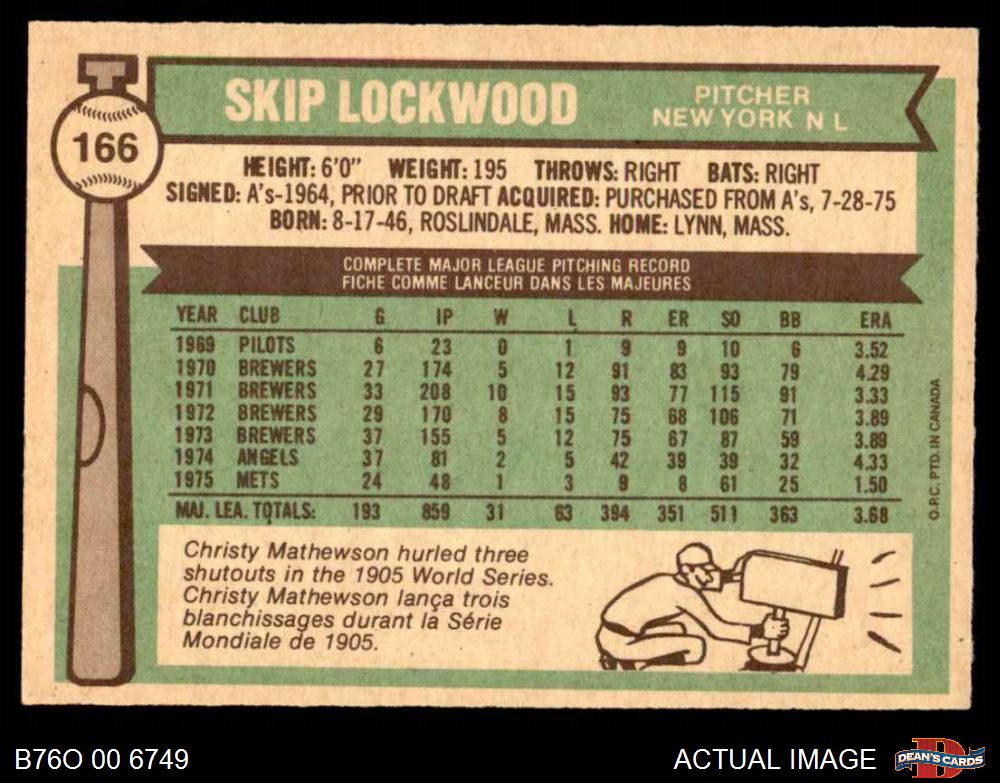 T
166
SKIP LOCKWOOD
PITCHER
NEW YORK N L
HEIGHT: 6'0" WEIGHT: 195 THROWS: RIGHT BATS: RIGHT
SIGNED: A's-1964, PRIOR TO DRAFT ACQUIRED: PURCHASED FROM A's, 7-28-75
BORN: 8-17-46, ROSLINDALE, MASS. HOME: LYNN, MASS.
COMPLETE MAJOR LEAGUE PITCHING RECORD
FICHE COMME LANCEUR DANS LES MAJEURES
YEAR CLUB G IP W L R ER SO BB ERA
1969 PILOTS 6 23 0 1 9 9 10 6 3.52
1970 BREWERS 27 174 5 12 91 83 93 79 4.29
1971 BREWERS 33 208 10 15 93 77 115 91 3.33
1972 BREWERS 29 170 8 15 75 68 106 71 3.89
1973 BREWERS 37 155 5 12 75 67 87 59 3.89
1974 ANGELS 37 81 2 5 42 39 39 32 4.33
1975 METS 24 48 1 3 9 8 61 25 1.50
MAJ. LEA. TOTALS: 193 859 31 63 394 351 511 363 3.68
O.P.C. PTD. IN CANADA
Christy Mathewson hurled three
shutouts in the 1905 World Series.
Christy Mathewson lança trois
blanchissages durant la Série
Mondiale de 1905.
B76O 00 6749
ACTUAL IMAGE
D
DEAN'S CARDS